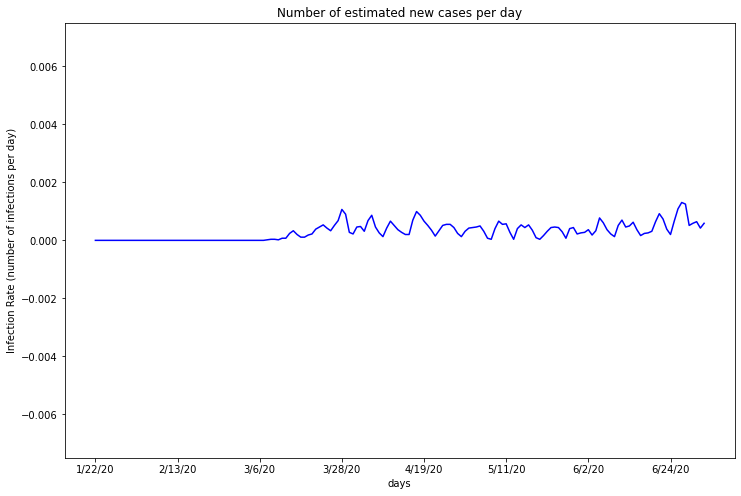 Number of estimated new cases per day
Infection Rate (number of infections per day)
0.006
0.004
0.002
0.000
−0.002
−0.004
−0.006
1/22/20 2/13/20 3/6/20 3/28/20 4/19/20 5/11/20 6/2/20 6/24/20
days